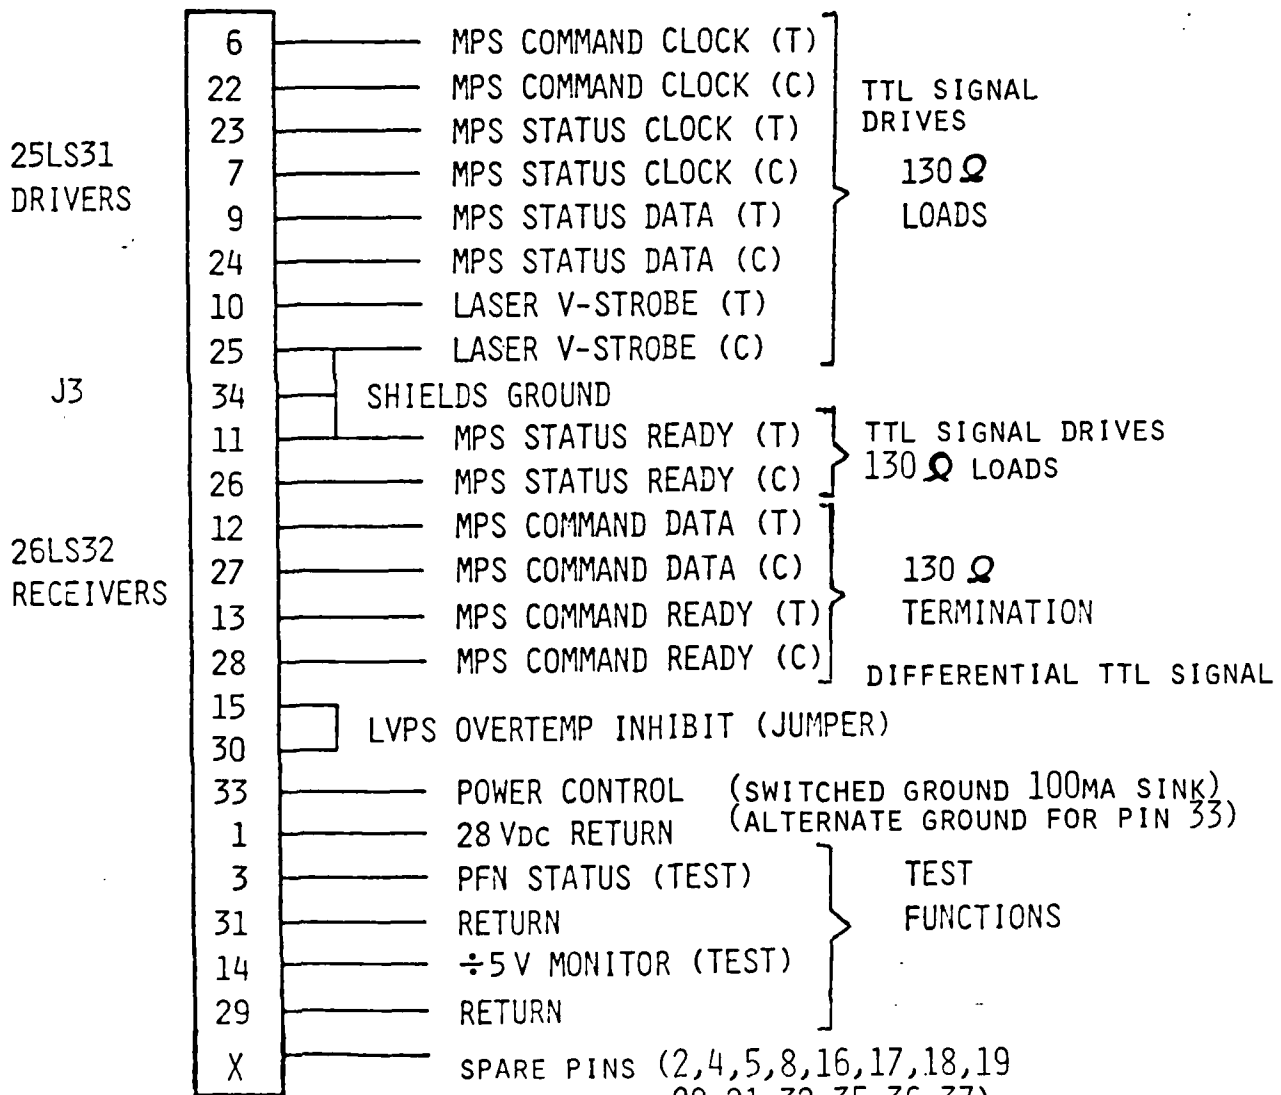 6 MPS COMMAND CLOCK (T)
22 MPS COMMAND CLOCK (C)
23 MPS STATUS CLOCK (T)
7 MPS STATUS CLOCK (C)
9 MPS STATUS DATA (T)
24 MPS STATUS DATA (C)
10 LASER V-STROBE (T)
25 LASER V-STROBE (C)
TTL SIGNAL
DRIVES
130 Ω
LOADS
25LS31
DRIVERS
J3
34 SHIELDS GROUND
11 MPS STATUS READY (T)
26 MPS STATUS READY (C)
TTL SIGNAL DRIVES
130 Ω LOADS
26LS32
RECEIVERS
12 MPS COMMAND DATA (T)
27 MPS COMMAND DATA (C)
13 MPS COMMAND READY (T)
28 MPS COMMAND READY (C)
130 Ω
TERMINATION
DIFFERENTIAL TTL SIGNAL
15
30
LVPS OVERTEMP INHIBIT (JUMPER)
33 POWER CONTROL (SWITCHED GROUND 100MA SINK)
1 28 VDC RETURN (ALTERNATE GROUND FOR PIN 33)
3 PFN STATUS (TEST)
31 RETURN
14 ÷5 V MONITOR (TEST)
29 RETURN
TEST
FUNCTIONS
X SPARE PINS (2,4,5,8,16,17,18,19